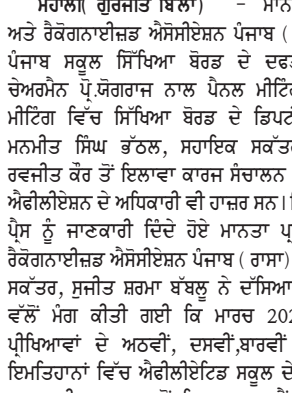 ਮੋਹਾਲੀ( ਗੁਰਜੀਤ ਬਿੱਲਾ) - ਮਾਨ
ਅਤੇ ਰੈਕੋਗਨਾਈਜ਼ਡ ਐਸੋਸੀਏਸ਼ਨ ਪੰਜਾਬ (
ਪੰਜਾਬ ਸਕੂਲ ਸਿੱਖਿਆ ਬੋਰਡ ਦੇ ਦਫ
ਚੇਅਰਮੈਨ ਪ੍ਰੋ.ਯੋਗਰਾਜ ਨਾਲ ਪੈਨਲ ਮੀਟਿੰ
ਮੀਟਿੰਗ ਵਿੱਚ ਸਿੱਖਿਆ ਬੋਰਡ ਦੇ ਡਿਪਟੀ
ਮਨਮੀਤ ਸਿੰਘ ਭੱਠਲ, ਸਹਾਇਕ ਸਕੱਤ
ਰਵਜੀਤ ਕੌਰ ਤੋਂ ਇਲਾਵਾ ਕਾਰਜ ਸੰਚਾਲਨ
ਐਫੀਲੀਏਸ਼ਨ ਦੇ ਅਧਿਕਾਰੀ ਵੀ ਹਾਜ਼ਰ ਸਨ।
ਪ੍ਰੈਸ ਨੂੰ ਜਾਣਕਾਰੀ ਦਿੰਦੇ ਹੋਏ ਮਾਨਤਾ ਪ੍ਰ
ਰੈਕੋਗਨਾਈਜ਼ਡ ਐਸੋਸੀਏਸ਼ਨ ਪੰਜਾਬ ( ਰਾਸਾ)
ਸਕੱਤਰ, ਸੁਜੀਤ ਸ਼ਰਮਾ ਬੱਬਲੂ ਨੇ ਦੱਸਿਆ
ਵੱਲੋਂ ਮੰਗ ਕੀਤੀ ਗਈ ਕਿ ਮਾਰਚ 202
ਪ੍ਰੀਖਿਆਵਾਂ ਦੇ ਅਠਵੀਂ, ਦਸਵੀਂ,ਬਾਰਵੀਂ
ਇਮਤਿਹਾਨਾਂ ਵਿੱਚ ਐਫੀਲੀਏਟਿਡ ਸਕੂਲ ਦੇ